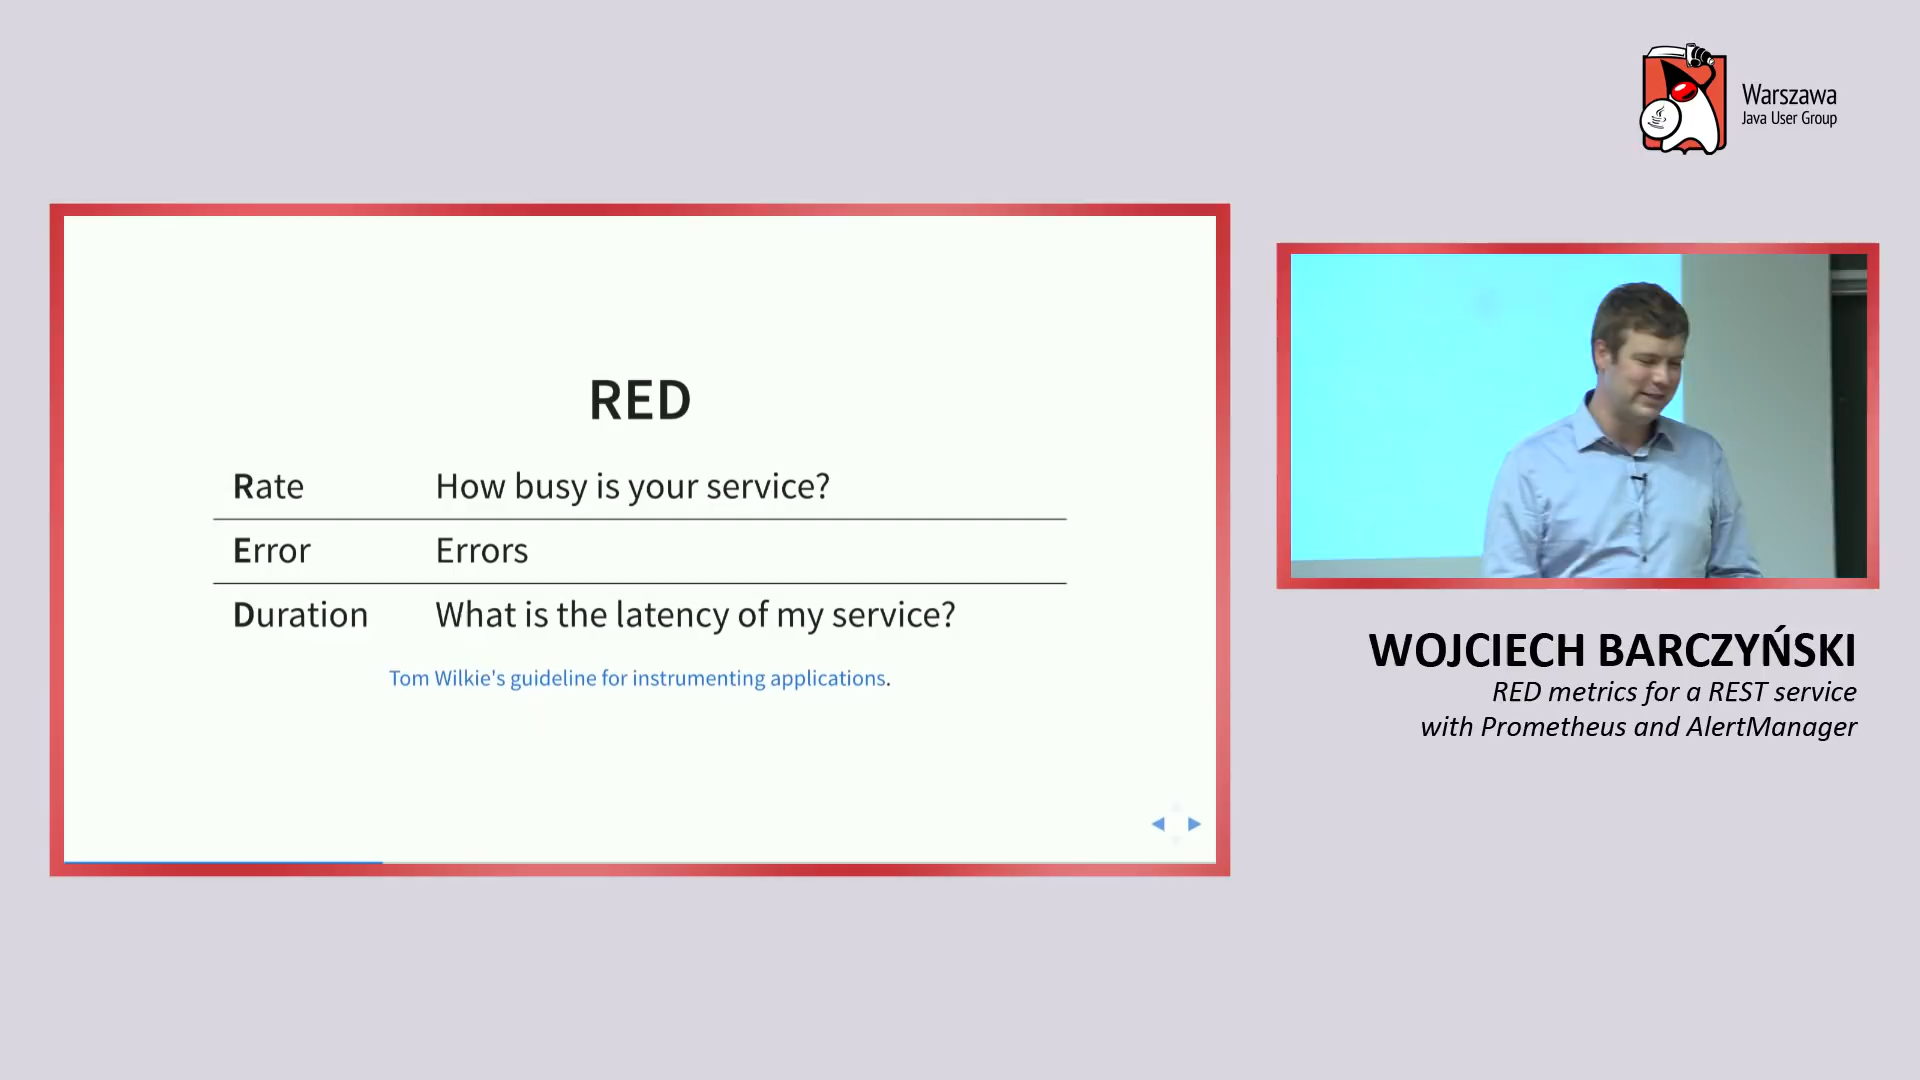 Warszawa
Java User Group
RED
Rate How busy is your service?
Error Errors
Duration What is the latency of my service?
Tom Wilkie's guideline for instrumenting applications.
WOJCIECH BARCZYŃSKI
RED metrics for a REST service
with Prometheus and AlertManager